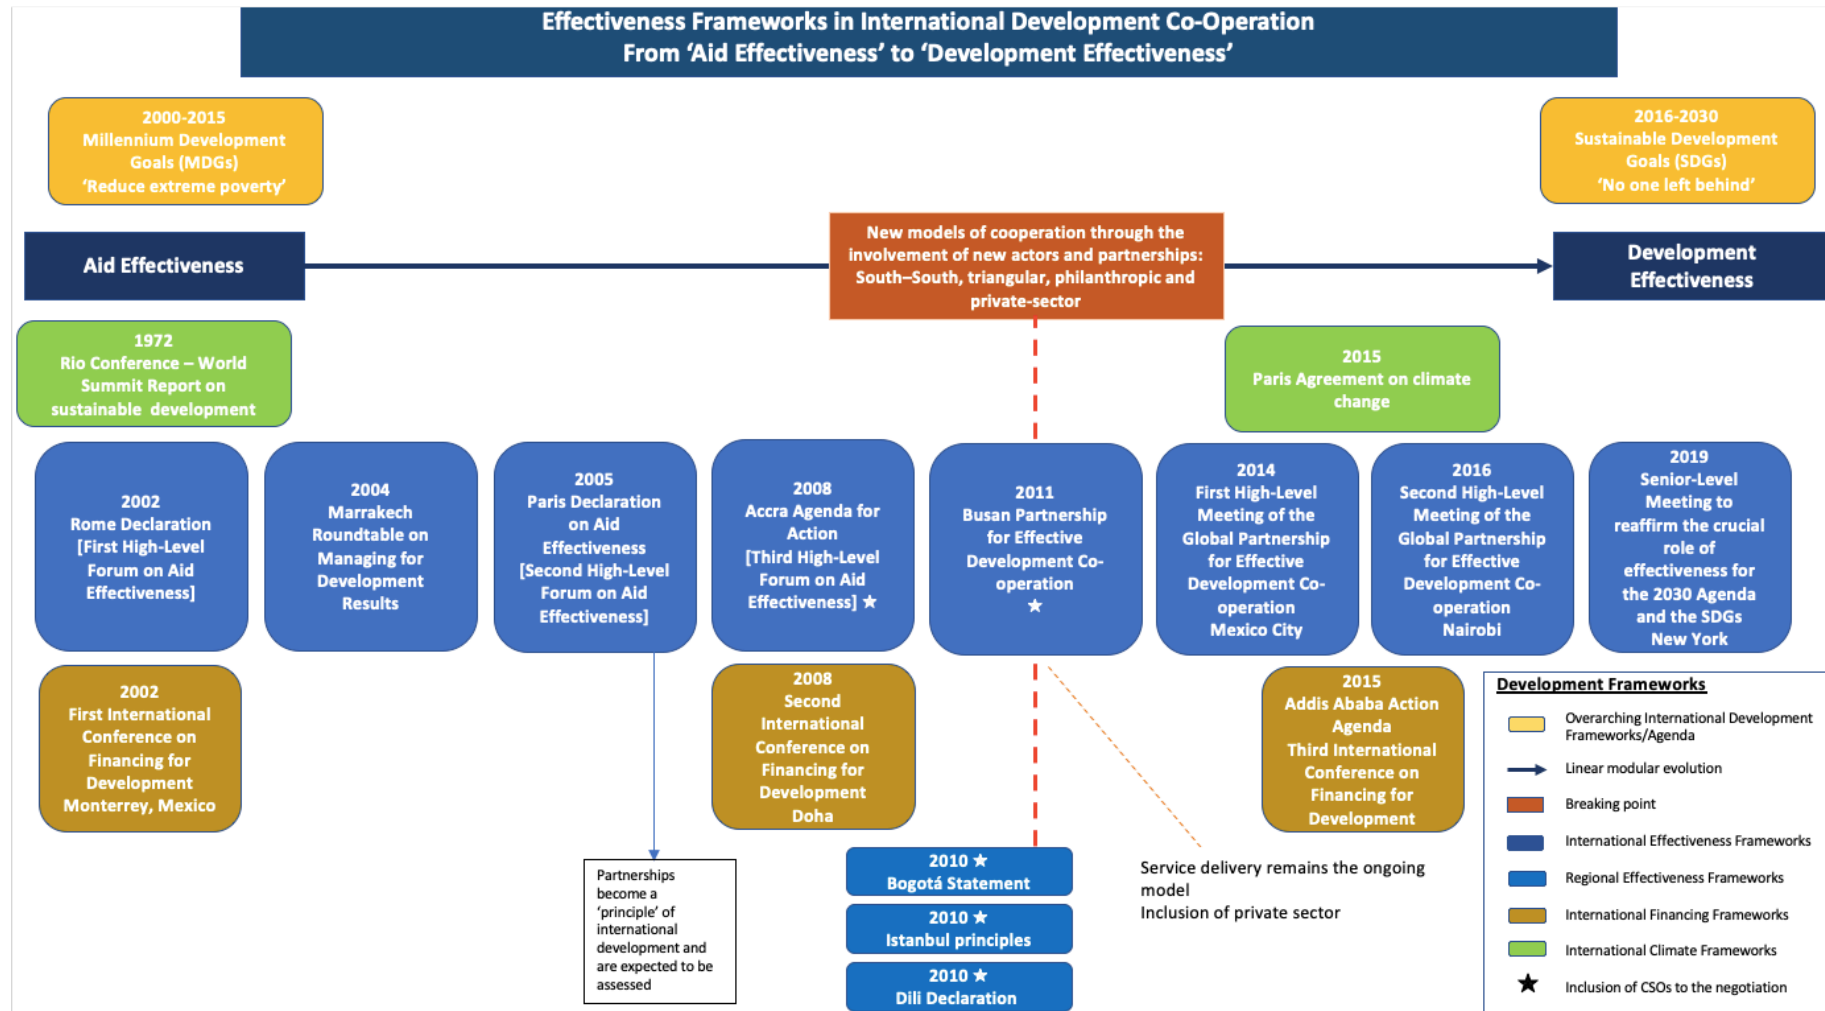 Effectiveness Frameworks in International Development Co-Operation
From ‘Aid Effectiveness’ to ‘Development Effectiveness’
2000-2015
Millennium Development
Goals (MDGs)
‘Reduce extreme poverty’
2016-2030
Sustainable Development
Goals (SDGs)
‘No one left behind’
Aid Effectiveness
New models of cooperation through the
involvement of new actors and partnerships:
South–South, triangular, philanthropic and
private-sector
Development
Effectiveness
1972
Rio Conference – World
Summit Report on
sustainable development
2015
Paris Agreement on climate
change
2002
Rome Declaration
[First High-Level
Forum on Aid
Effectiveness]
2004
Marrakech
Roundtable on
Managing for
Development
Results
2005
Paris Declaration
on Aid
Effectiveness
[Second High-Level
Forum on Aid
Effectiveness]
2008
Accra Agenda for
Action
[Third High-Level
Forum on Aid
Effectiveness] ★
2011
Busan Partnership
for Effective
Development Co-
operation
★
2014
First High-Level
Meeting of the
Global Partnership
for Effective
Development Co-
operation
Mexico City
2016
Second High-Level
Meeting of the
Global Partnership
for Effective
Development Co-
operation
Nairobi
2019
Senior-Level
Meeting to
reaffirm the crucial
role of
effectiveness for
the 2030 Agenda
and the SDGs
New York
2002
First International
Conference on
Financing for
Development
Monterrey, Mexico
2008
Second
International
Conference on
Financing for
Development
Doha
2015
Addis Ababa Action
Agenda
Third International
Conference on
Financing for
Development
Partnerships
become a
‘principle’ of
international
development and
are expected to be
assessed
2010 ★
Bogotá Statement
2010 ★
Istanbul principles
2010 ★
Dili Declaration
Service delivery remains the ongoing
model
Inclusion of private sector
Development Frameworks
Overarching International Development
Frameworks/Agenda
Linear modular evolution
Breaking point
International Effectiveness Frameworks
Regional Effectiveness Frameworks
International Financing Frameworks
International Climate Frameworks
★ Inclusion of CSOs to the negotiation